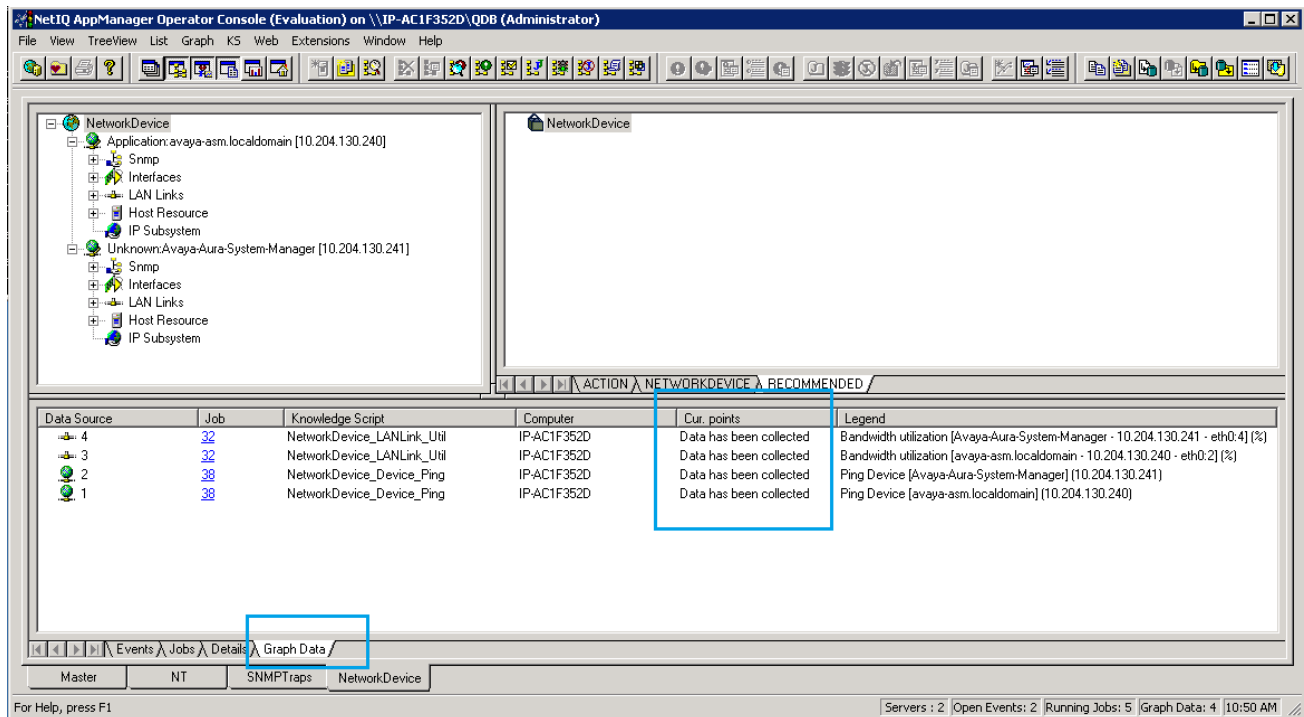 NetIQ AppManager Operator Console (Evaluation) on \\IP-AC1F352D\QDB (Administrator)
File View TreeView List Graph KS Web Extensions Window Help
NetworkDevice
Application:avaya-asm.localdomain [10.204.130.240]
Snmp
Interfaces
LAN Links
Host Resource
IP Subsystem
Unknown:Avaya-Aura-System-Manager [10.204.130.241]
Snmp
Interfaces
LAN Links
Host Resource
IP Subsystem
NetworkDevice
ACTION NETWORKDEVICE RECOMMENDED
Data Source Job Knowledge Script Computer Cur. points Legend
4 32 NetworkDevice_LANLink_Util IP-AC1F352D Data has been collected Bandwidth utilization [Avaya-Aura-System-Manager - 10.204.130.241 - eth0:4] (%)
3 32 NetworkDevice_LANLink_Util IP-AC1F352D Data has been collected Bandwidth utilization [avaya-asm.localdomain - 10.204.130.240 - eth0:2] (%)
2 38 NetworkDevice_Device_Ping IP-AC1F352D Data has been collected Ping Device [Avaya-Aura-System-Manager] (10.204.130.241)
1 38 NetworkDevice_Device_Ping IP-AC1F352D Data has been collected Ping Device [avaya-asm.localdomain] (10.204.130.240)
Events Jobs Details Graph Data
Master NT SNMPTraps NetworkDevice
For Help, press F1 Servers : 2 Open Events: 2 Running Jobs: 5 Graph Data: 4 10:50 AM